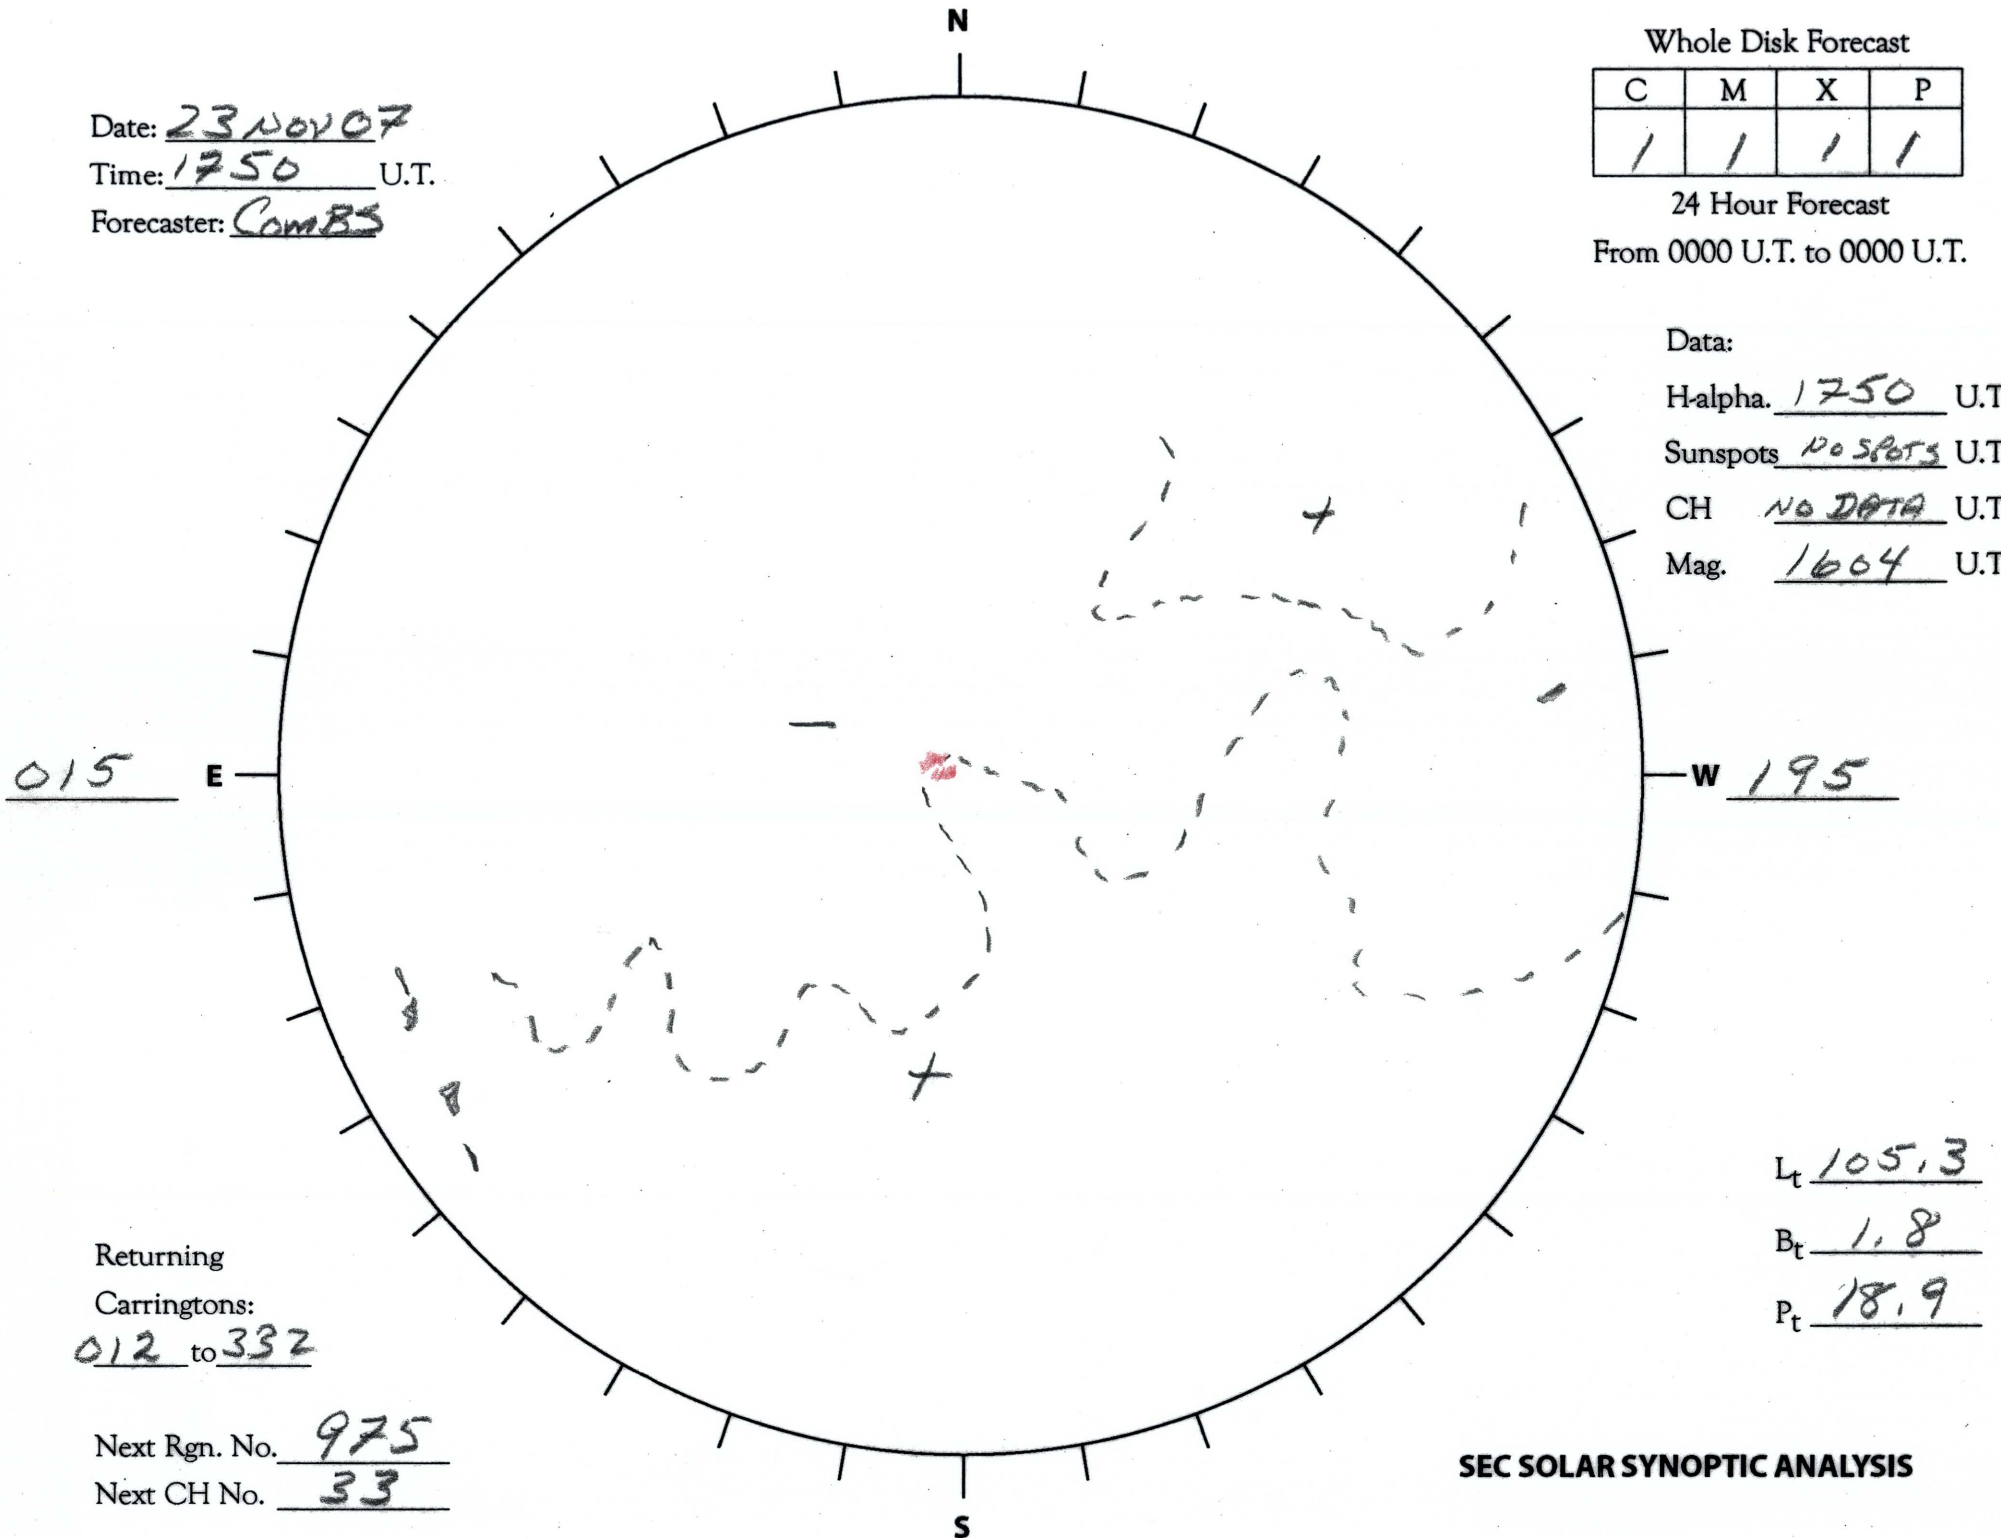 N
Whole Disk Forecast
C M X P
1 1 1 1
24 Hour Forecast
From 0000 U.T. to 0000 U.T.
Date: 23 NOV 07
Time: 1750 U.T.
Forecaster: ComBS
Data:
H-alpha. 1750 U.T
Sunspots NO SPOTS U.T
CH NO DATA U.T
Mag. 1604 U.T
+
-
-
015 E
W 195
+
Lt 105.3
Bt 1.8
Pt 18.9
Returning
Carringtons:
012 to 332
Next Rgn. No. 975
Next CH No. 33
SEC SOLAR SYNOPTIC ANALYSIS
S